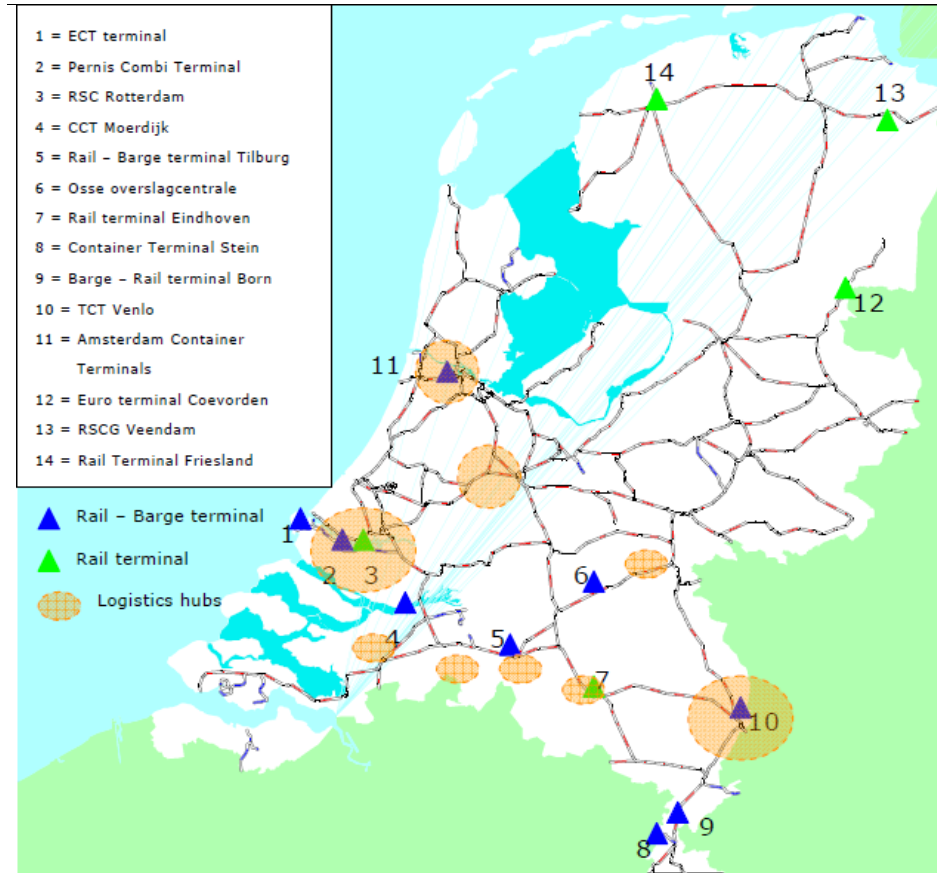 1 = ECT terminal
2 = Pernis Combi Terminal
3 = RSC Rotterdam
4 = CCT Moerdijk
5 = Rail – Barge terminal Tilburg
6 = Osse overslagcentrale
7 = Rail terminal Eindhoven
8 = Container Terminal Stein
9 = Barge – Rail terminal Born
10 = TCT Venlo
11 = Amsterdam Container
Terminals
12 = Euro terminal Coevorden
13 = RSCG Veendam
14 = Rail Terminal Friesland
Rail – Barge terminal
Rail terminal
Logistics hubs
14
13
12
11
1
2
3
6
4
5
7
10
9
8